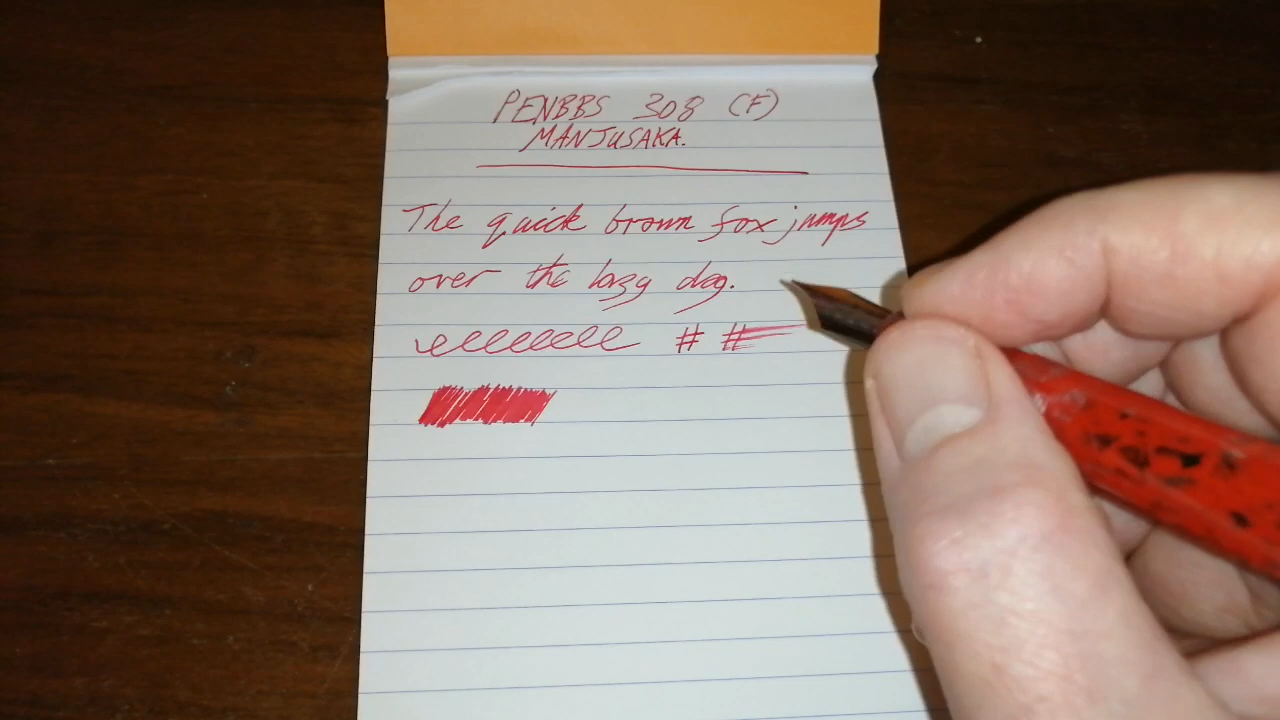 PENBBS 308 (F)
MANJUSAKA.
The quick brown fox jumps
over the lazy dog.
eeeeeeee # #